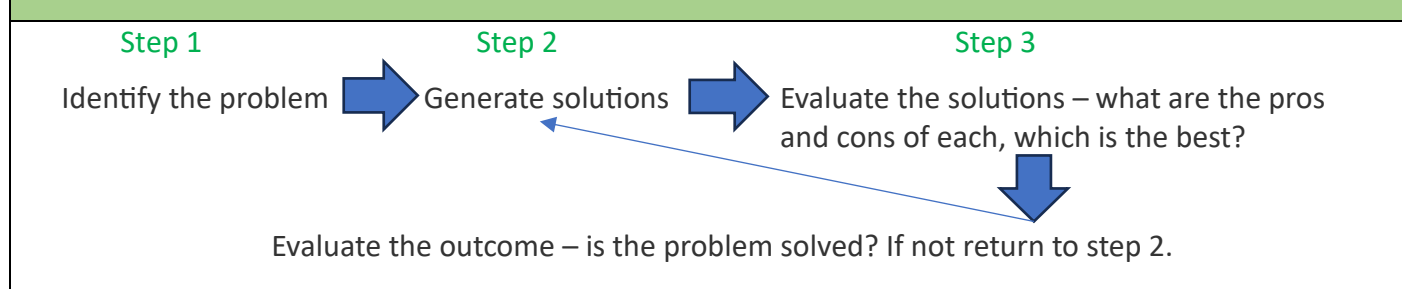 Step 1 Step 2 Step 3
Identify the problem Generate solutions Evaluate the solutions – what are the pros
and cons of each, which is the best?
Evaluate the outcome – is the problem solved? If not return to step 2.